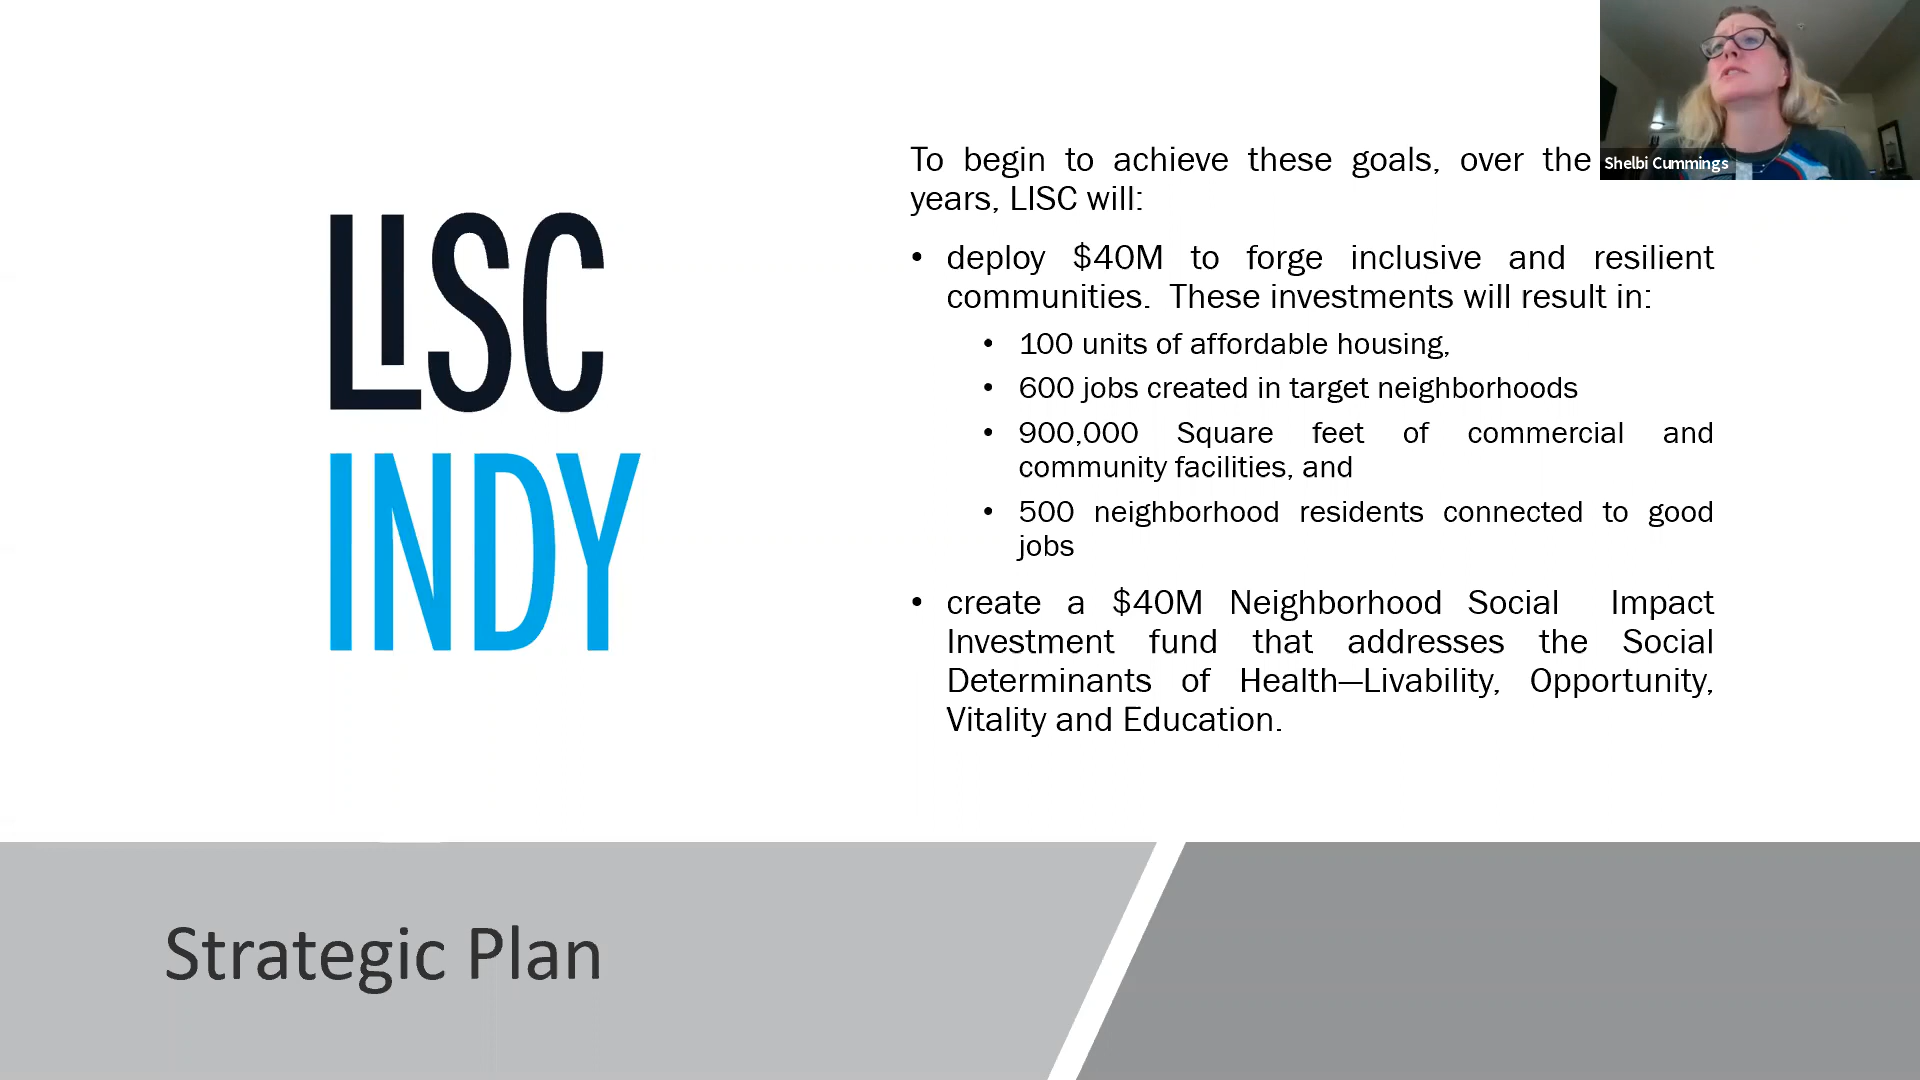 To begin to achieve these goals, over the
years, LISC will:
• deploy $40M to forge inclusive and resilient
communities. These investments will result in:
• 100 units of affordable housing,
• 600 jobs created in target neighborhoods
• 900,000 Square feet of commercial and
community facilities, and
• 500 neighborhood residents connected to good
jobs
• create a $40M Neighborhood Social Impact
Investment fund that addresses the Social
Determinants of Health—Livability, Opportunity,
Vitality and Education.
LISC
INDY
Strategic Plan
Shelbi Cummings